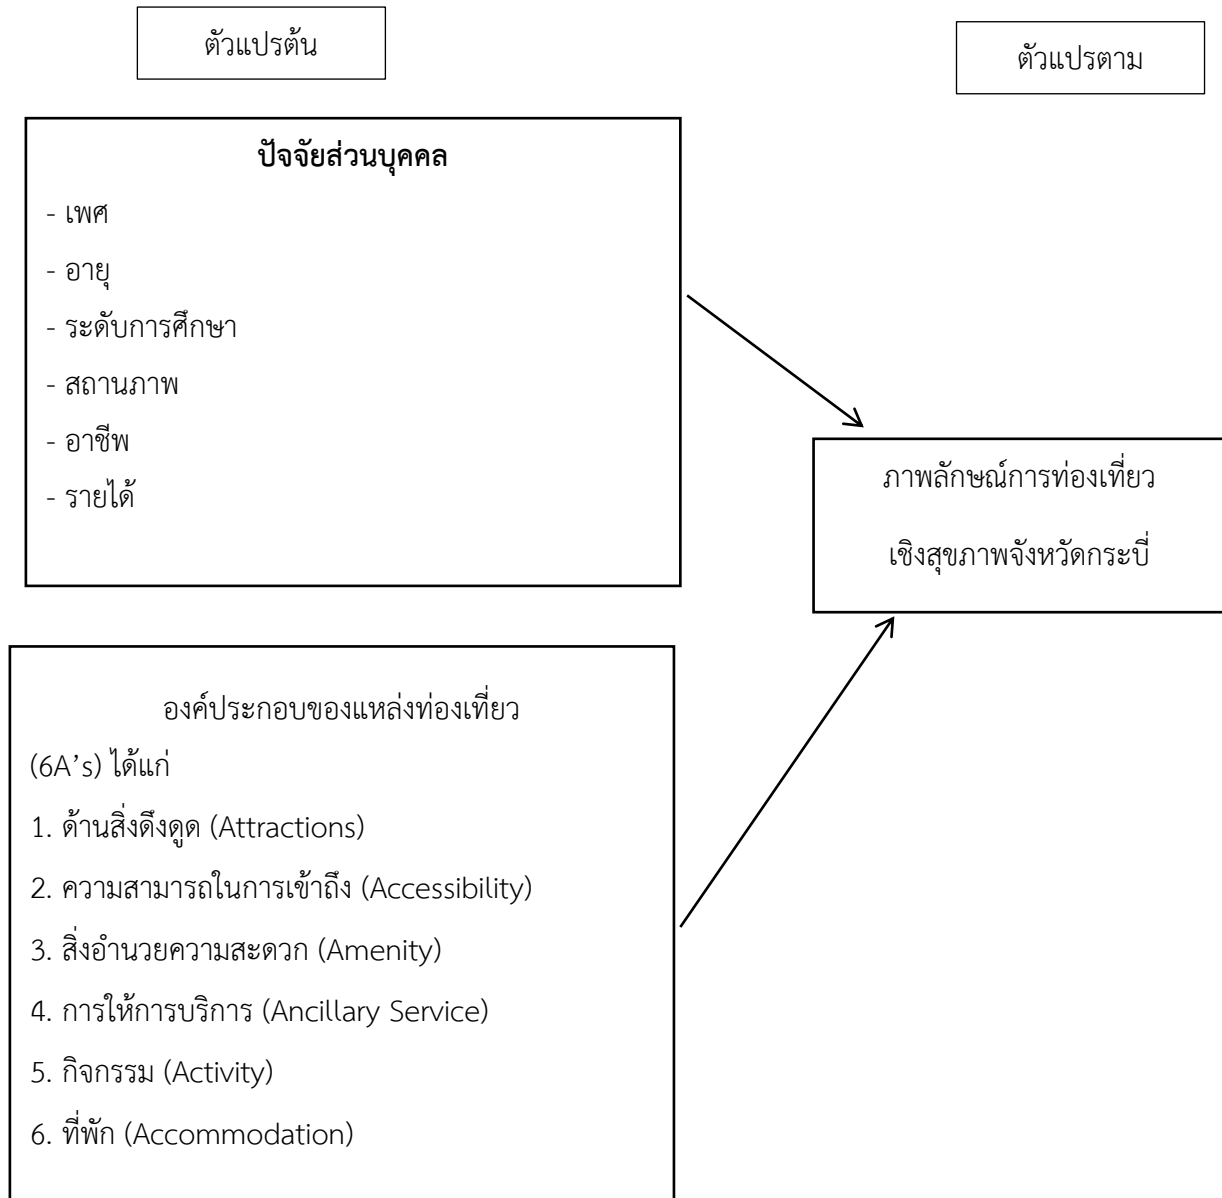 ตัวแปรต้น
ตัวแปรตาม
ปัจจัยส่วนบุคคล
- เพศ
- อายุ
- ระดับการศึกษา
- สถานภาพ
- อาชีพ
- รายได้
ภาพลักษณ์การท่องเที่ยว
เชิงสุขภาพจังหวัดกระบี่
องค์ประกอบของแหล่งท่องเที่ยว
(6A’s) ได้แก่
1. ด้านสิ่งดึงดูด (Attractions)
2. ความสามารถในการเข้าถึง (Accessibility)
3. สิ่งอำนวยความสะดวก (Amenity)
4. การให้การบริการ (Ancillary Service)
5. กิจกรรม (Activity)
6. ที่พัก (Accommodation)